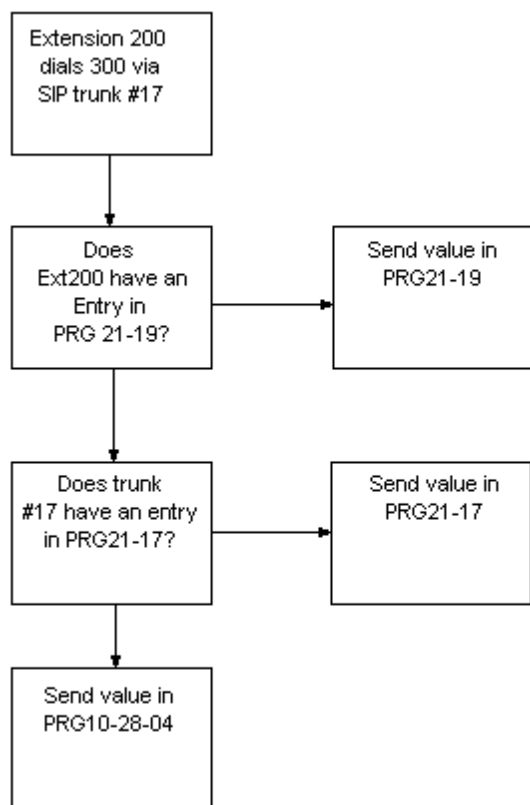 Extension 200
dials 300 via
SIP trunk #17
Does
Ext200 have an
Entry in
PRG 21-19?
Send value in
PRG21-19
Does trunk
#17 have an entry
in PRG21-17?
Send value in
PRG21-17
Send value in
PRG10-28-04